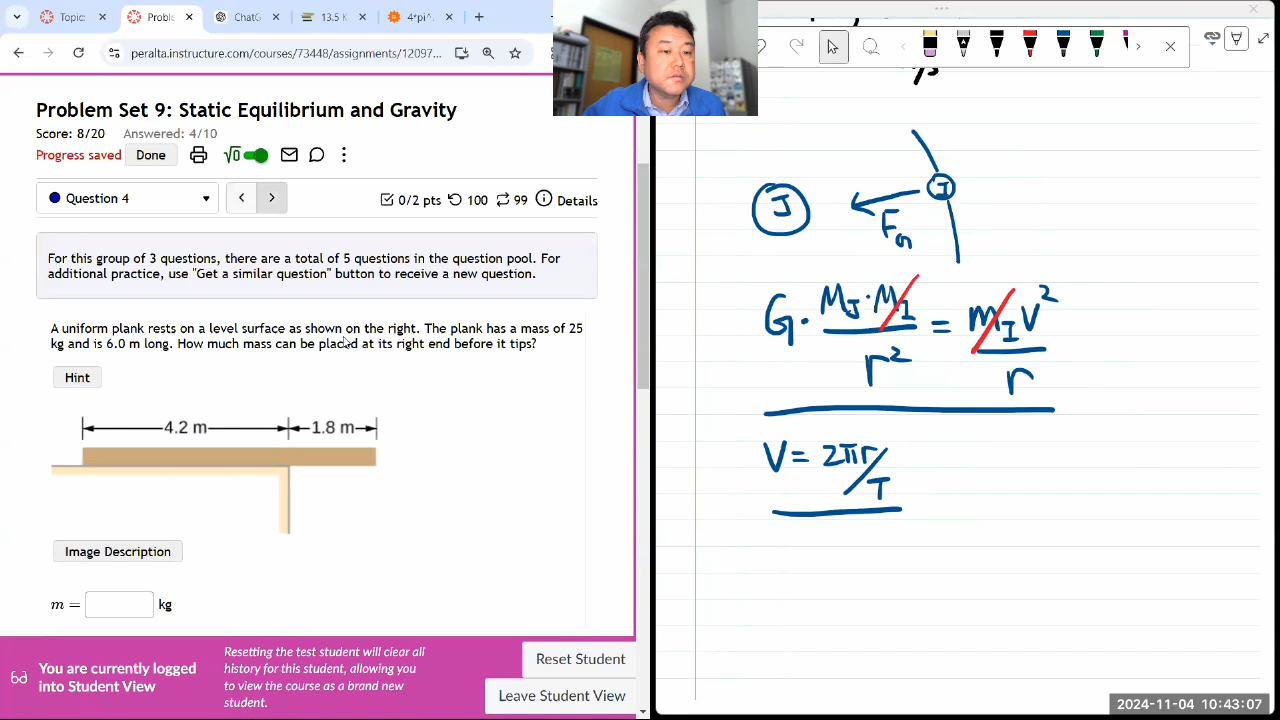 Topic
Probl
ChatG
13.5 K
4*pi*
peralta.instructure.com/courses/7344
assignments/12097...
Problem Set 9: Static Equilibrium and Gravity
Score: 8/20 Answered: 4/10
Progress saved Done √0
Question 4
0/2 pts 100 99 Details
For this group of 3 questions, there are a total of 5 questions in the question pool. For
additional practice, use "Get a similar question" button to receive a new question.
A uniform plank rests on a level surface as shown on the right. The plank has a mass of 25
kg and is 6.0 m long. How much mass can be placed at its right end before it tips?
Hint
4.2 m 1.8 m
Image Description
m = kg
You are currently logged
into Student View
Resetting the test student will clear all
history for this student, allowing you
to view the course as a brand new
student.
Reset Student
Leave Student View
J
I
F_G
G · M_J · M_I / r² = m_I v² / r
V = 2πr/T
2024-11-04 10:43:07